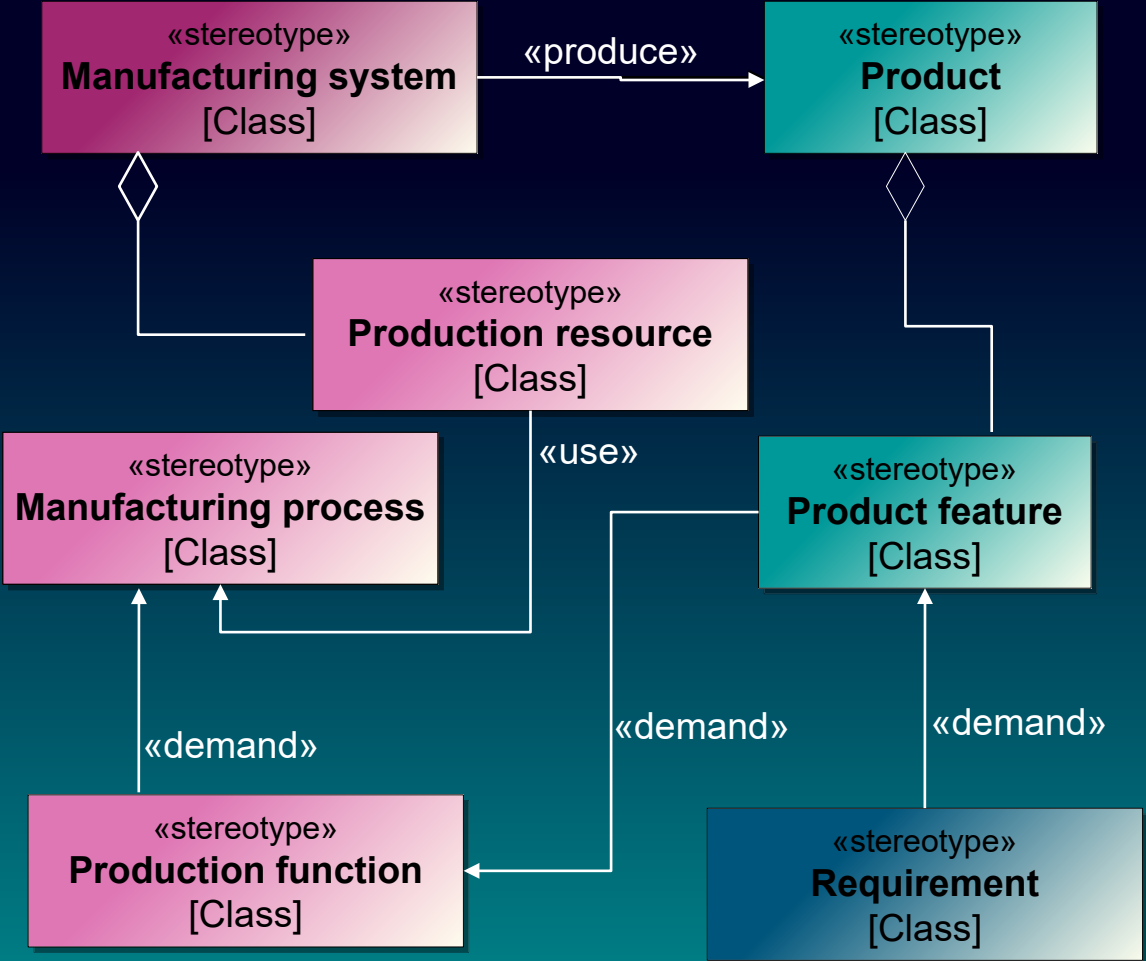 «stereotype»
Manufacturing system
[Class]
«produce»
«stereotype»
Product
[Class]
«stereotype»
Production resource
[Class]
«use»
«stereotype»
Manufacturing process
[Class]
«stereotype»
Product feature
[Class]
«demand»
«demand»
«demand»
«stereotype»
Production function
[Class]
«stereotype»
Requirement
[Class]